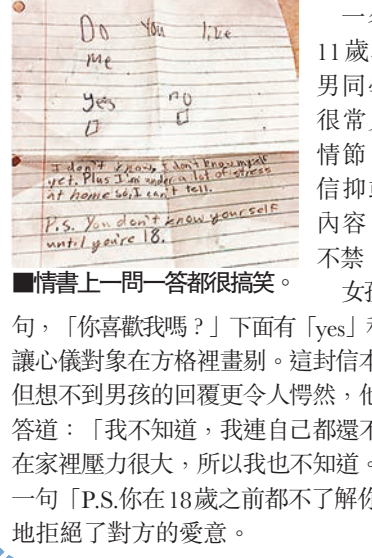 Do You like
me
yes no
I don't know, I don't know myself
yet. Plus I'm under a lot of stress
at home so, I can't tell.
P.S. You don't know yourself
until you're 18.
■情書上一問一答都很搞笑。
一名
11歲
男同
很常
情節
信抑或
內容
不禁
女孩
句，「你喜歡我嗎？」下面有「yes」和
讓心儀對象在方格裡畫剔。這封信本
但想不到男孩的回覆更令人愕然，他
答道：「我不知道，我連自己都還不
在家裡壓力很大，所以我也不知道。
一句「P.S.你在18歲之前都不了解你
地拒絕了對方的愛意。